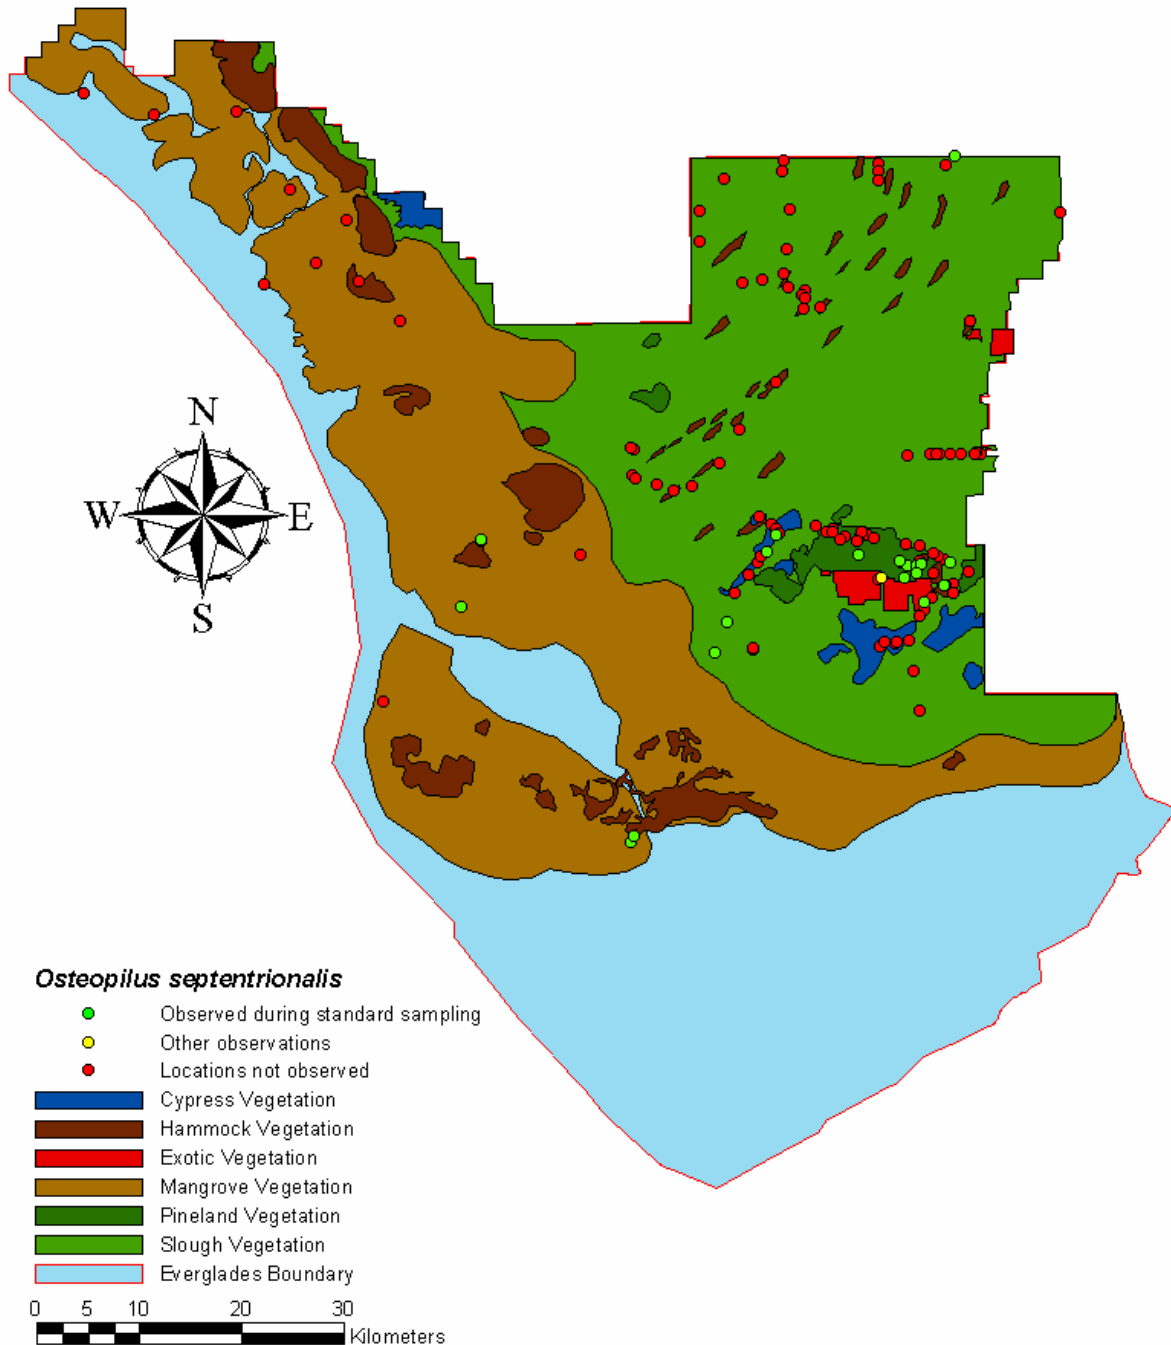 N
W E
S
Osteopilus septentrionalis
Observed during standard sampling
Other observations
Locations not observed
Cypress Vegetation
Hammock Vegetation
Exotic Vegetation
Mangrove Vegetation
Pineland Vegetation
Slough Vegetation
Everglades Boundary
0 5 10 20 30
Kilometers